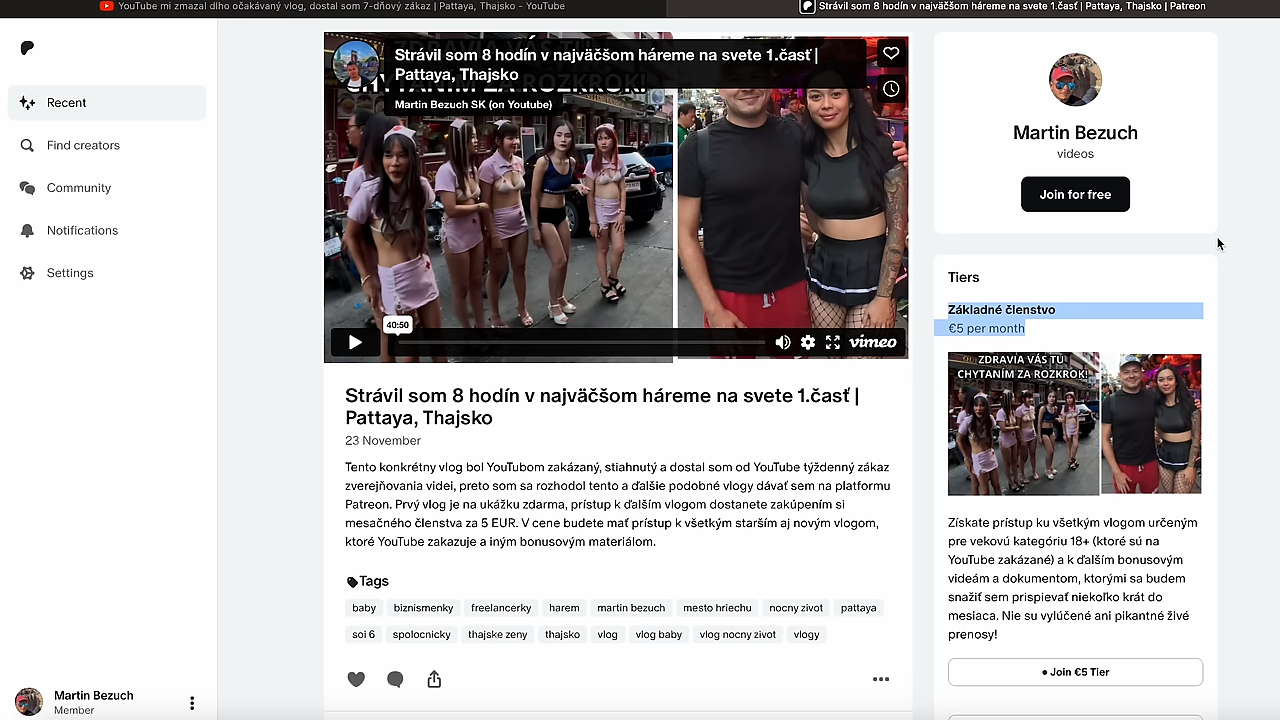 YouTube mi zmazal dlho očakávaný vlog, dostal som 7-dňový zákaz | Pattaya, Thajsko - YouTube
Strávil som 8 hodín v najväčšom háreme na svete 1.časť | Pattaya, Thajsko | Patreon
Recent
Find creators
Community
Notifications
Settings
Martin Bezuch
Member
Strávil som 8 hodín v najväčšom háreme na svete 1.časť |
Pattaya, Thajsko
CHYTANÍM ZA ROZKROK!
Martin Bezuch SK (on Youtube)
40:50
vimeo
Strávil som 8 hodín v najväčšom háreme na svete 1.časť |
Pattaya, Thajsko
23 November
Tento konkrétny vlog bol YouTubom zakázaný, stiahnutý a dostal som od YouTube týždenný zákaz
zverejňovania videi, preto som sa rozhodol tento a ďalšie podobné vlogy dávať sem na platformu
Patreon. Prvý vlog je na ukážku zdarma, prístup k ďalším vlogom dostanete zakúpením si
mesačného členstva za 5 EUR. V cene budete mať prístup k všetkým starším aj novým vlogom,
ktoré YouTube zakazuje a iným bonusovým materiálom.
Tags
baby biznismenky freelancerky harem martin bezuch mesto hriechu nocny zivot pattaya
soi 6 spolocnicky thajske zeny thajsko vlog vlog baby vlog nocny zivot vlogy
Martin Bezuch
videos
Join for free
Tiers
Základné členstvo
€5 per month
ZDRAVIA VÁS TU
CHYTANÍM ZA ROZKROK!
Získate prístup ku všetkým vlogom určeným
pre vekovú kategóriu 18+ (ktoré sú na
YouTube zakázané) a k ďalším bonusovým
videám a dokumentom, ktorými sa budem
snažiť sem prispievať niekoľko krát do
mesiaca. Nie su vylúčené ani pikantné živé
prenosy!
• Join €5 Tier